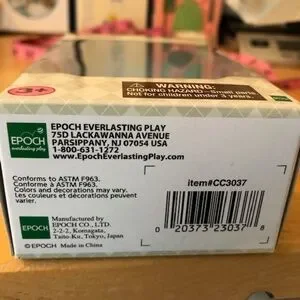 3+
WARNING:
CHOKING HAZARD - Small parts
Not for children under 3 years.
EPOCH
everlasting play
EPOCH EVERLASTING PLAY
75D LACKAWANNA AVENUE
PARSIPPANY, NJ 07054 USA
1-800-631-1272
www.EpochEverlastingPlay.com
Conforms to ASTM F963.
Conforme à ASTM F963.
Colors and decorations may vary.
Les couleurs et décorations peuvent
varier.
item#CC3037
0 20373 23037 8
EPOCH
Manufactured by
EPOCH CO., LTD.
2-2-2, Komagata,
Taito-Ku, Tokyo, Japan
©EPOCH Made in China